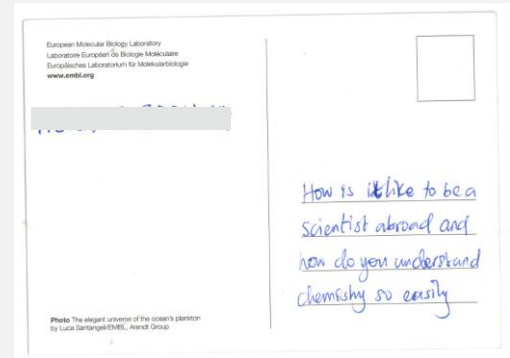 European Molecular Biology Laboratory
Laboratoire Européen de Biologie Moléculaire
Europäisches Laboratorium für Molekularbiologie
www.embl.org
Photo The elegant universe of the ocean's plankton
by Luca Santangeli/EMBL, Arendt Group
How is it like to be a
scientist abroad and
how do you understand
chemistry so easily